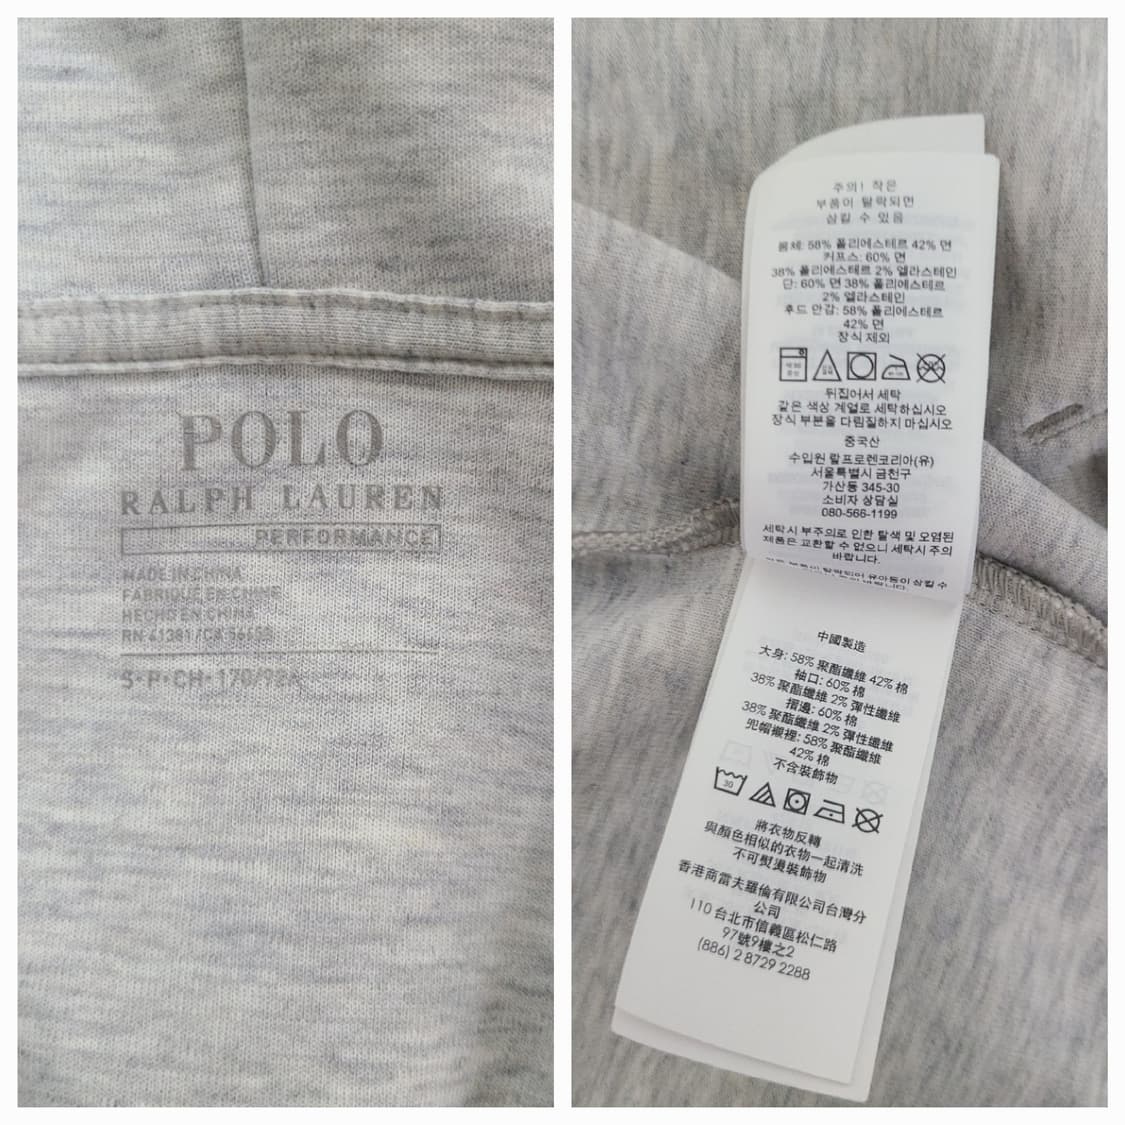 POLO
RALPH LAUREN
PERFORMANCE
MADE IN CHINA
HECHO EN CHINA
RN 41381 /CA
S•P•CH•170/
주의! 작은
부품이 탈락되면
삼킬 수 있음
몸체: 58% 폴리에스테르 42% 면
커프스: 60% 면
38% 폴리에스테르 2% 엘라스테인
단: 60% 면 38% 폴리에스테르
2% 엘라스테인
후드 안감: 58% 폴리에스테르
42% 면
장식 제외
뒤집어서 세탁
같은 색상 계열로 세탁하십시오
장식 부분을 다림질하지 마십시오
중국산
수입원 랄프로렌코리아(유)
서울특별시 금천구
가산동 345-30
소비자 상담실
080-566-1199
세탁시 부주의로 인한 탈색 및 오염된
제품은 교환할 수 없으니 세탁시 주의
바랍니다.
中國製造
大身: 58% 聚酯纖維 42% 棉
袖口: 60% 棉
38% 聚酯纖維 2% 彈性纖維
摺邊: 60% 棉
38% 聚酯纖維 2% 彈性纖維
兜帽襯裡: 58% 聚酯纖維
42% 棉
不含裝飾物
30
將衣物反轉
與顏色相似的衣物一起清洗
不可熨燙裝飾物
香港商雷夫羅倫有限公司台灣分
公司
110 台北市信義區松仁路
97號9樓之2
(886) 2 8729 2288